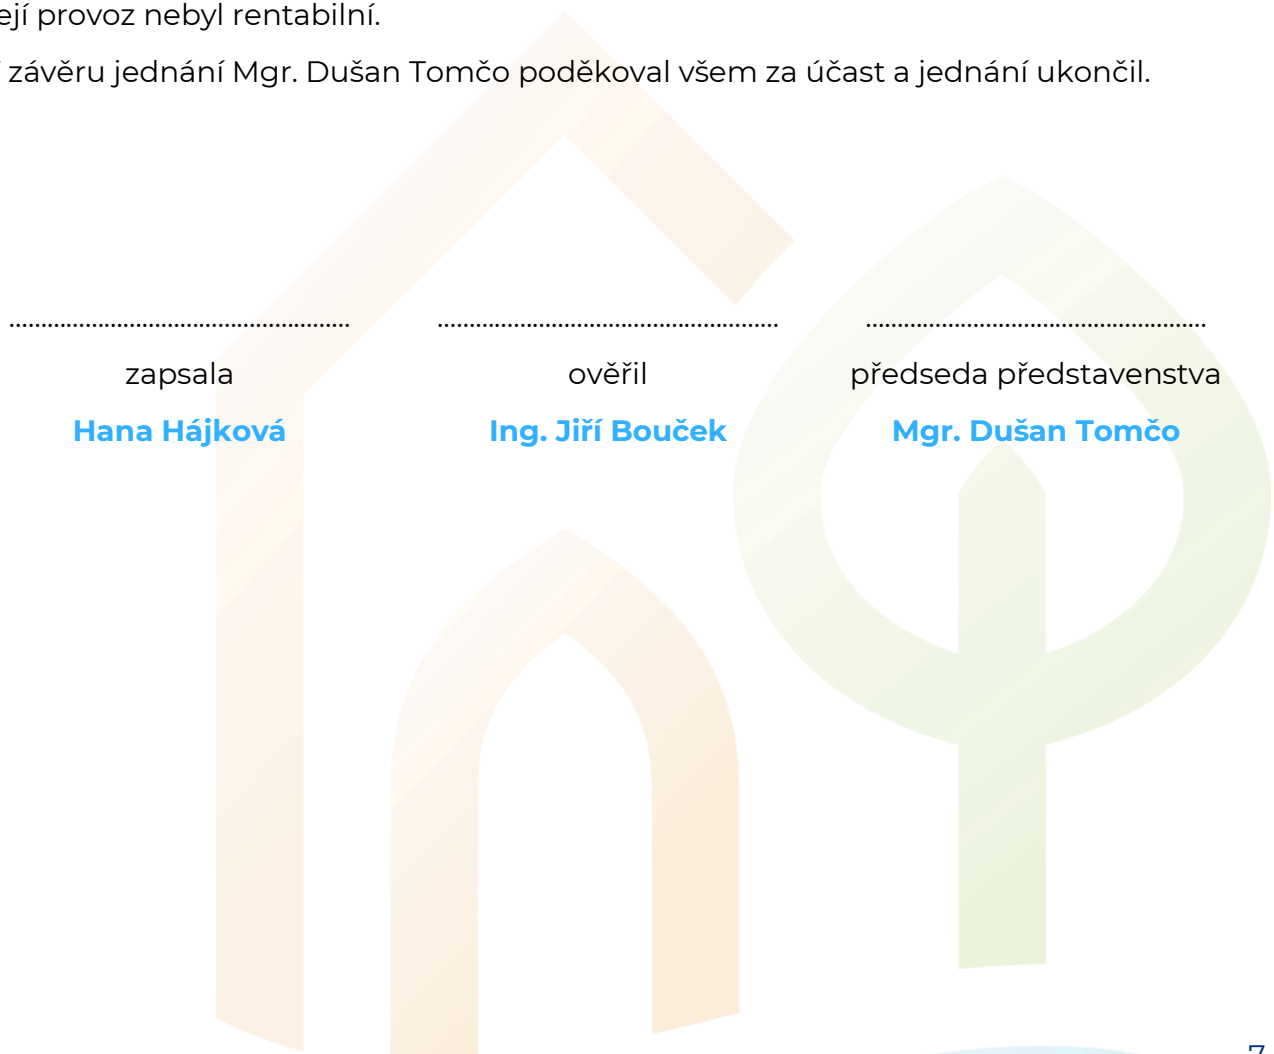 ejí provoz nebyl rentabilní.
závěru jednání Mgr. Dušan Tomčo poděkoval všem za účast a jednání ukončil.
...................................................... ...................................................... ......................................................
zapsala ověřil předseda představenstva
Hana Hájková Ing. Jiří Bouček Mgr. Dušan Tomčo